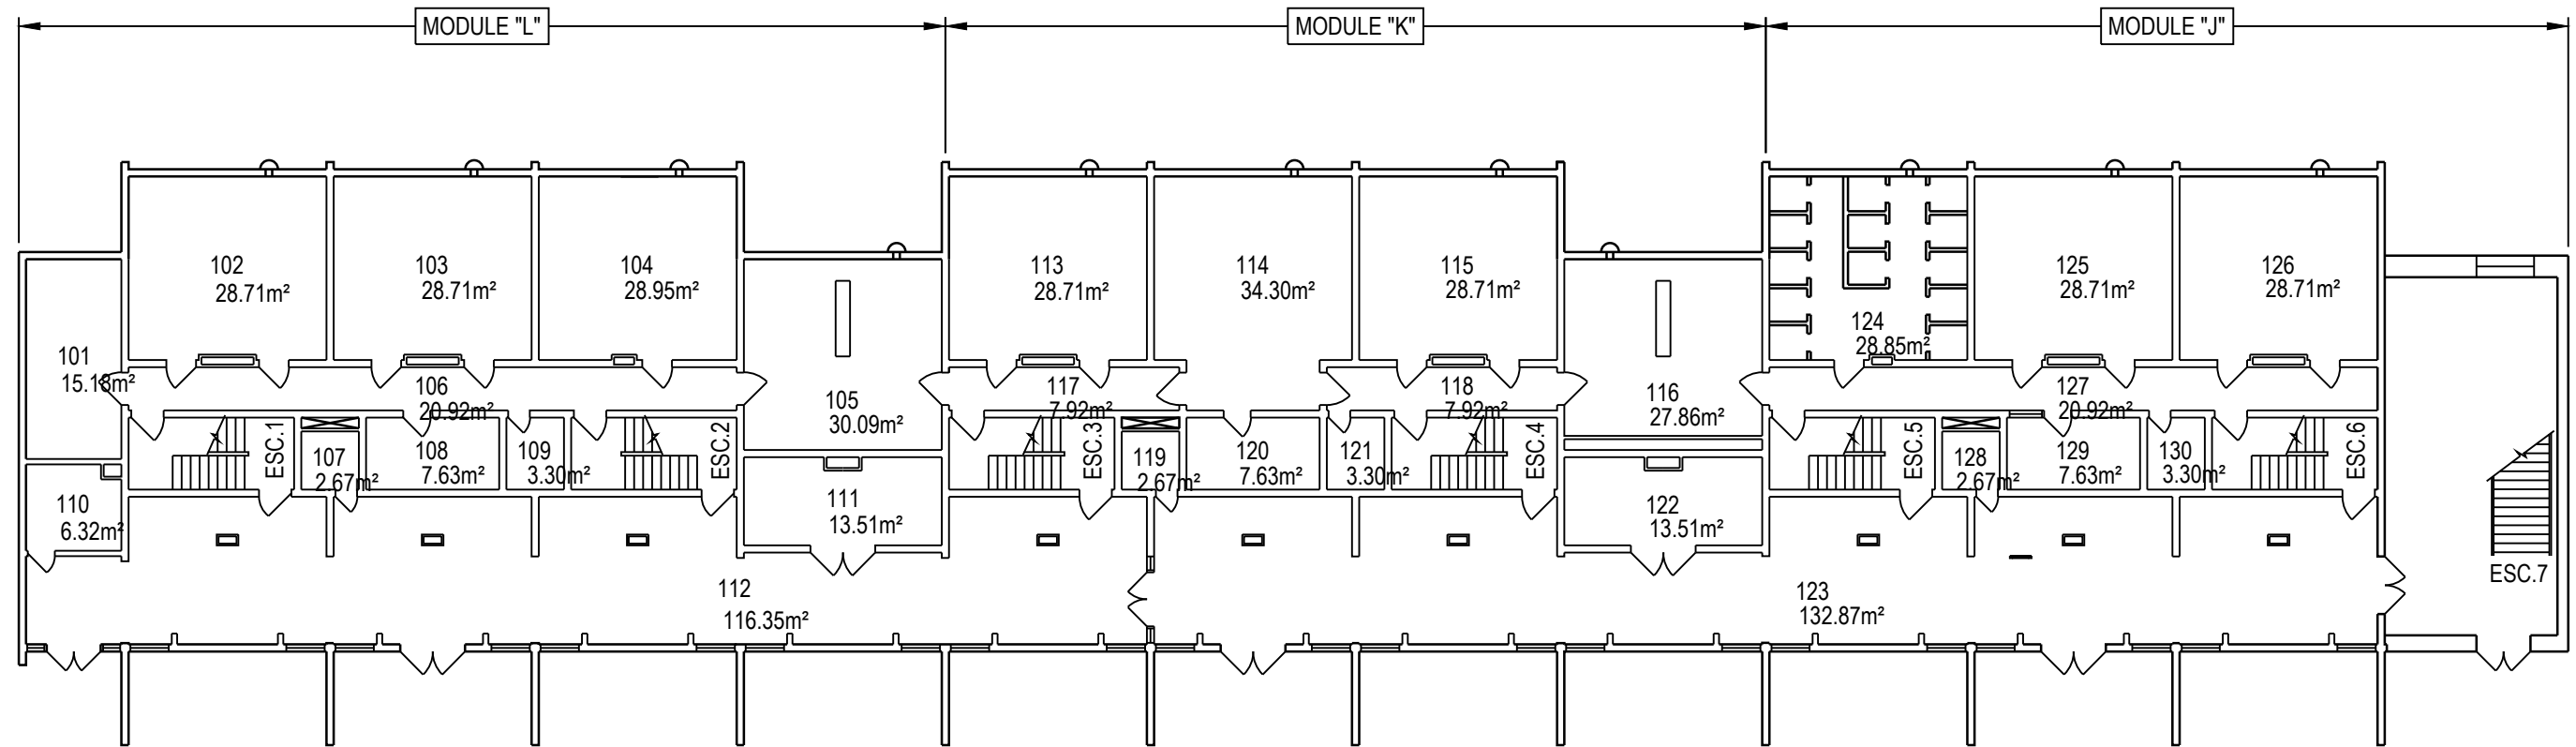 MODULE "L"
MODULE "K"
MODULE "J"
102
28.71m²
103
28.71m²
104
28.95m²
113
28.71m²
114
34.30m²
115
28.71m²
125
28.71m²
126
28.71m²
124
28.85m²
101
15.18m²
106
20.92m²
105
30.09m²
117
7.92m²
118
7.92m²
116
27.86m²
127
20.92m²
ESC.1
107
2.67m²
108
7.63m²
109
3.30m²
ESC.2
ESC.3
119
2.67m²
120
7.63m²
121
3.30m²
ESC.4
ESC.5
128
2.67m²
129
7.63m²
130
3.30m²
ESC.6
110
6.32m²
111
13.51m²
122
13.51m²
ESC.7
112
116.35m²
123
132.87m²